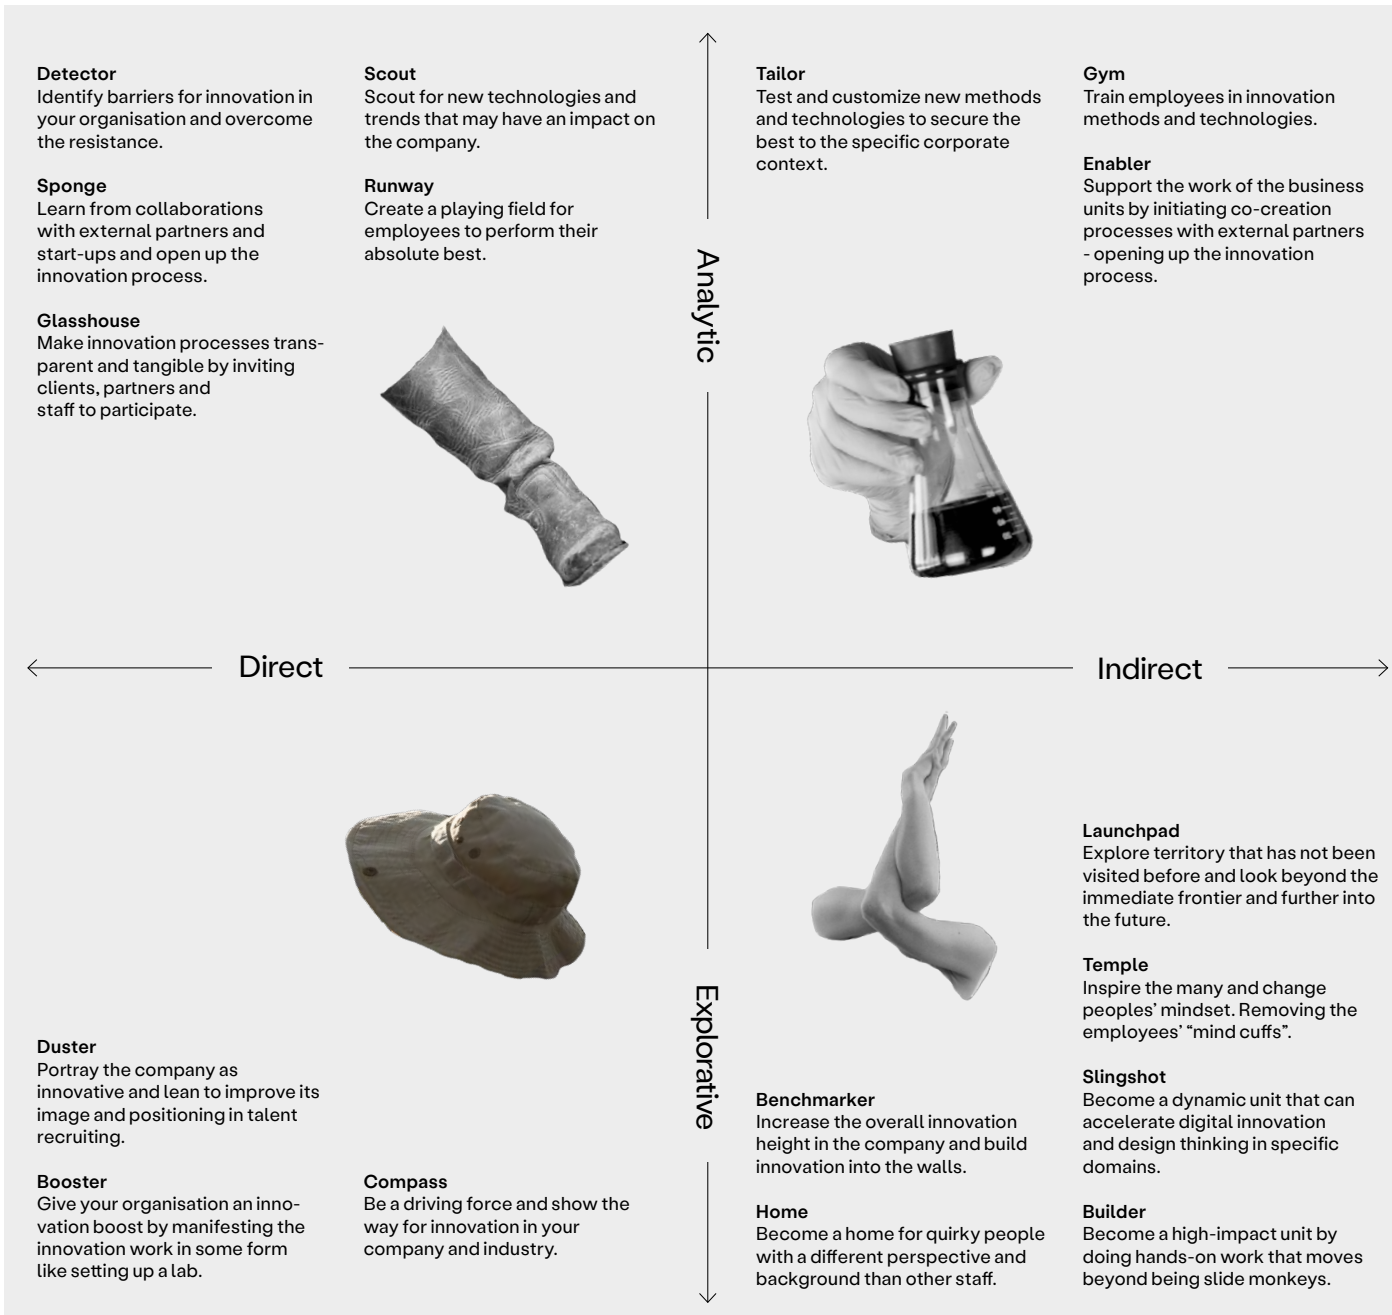 Detector
Identify barriers for innovation in
your organisation and overcome
the resistance.
Sponge
Learn from collaborations
with external partners and
start-ups and open up the
innovation process.
Glasshouse
Make innovation processes trans-
parent and tangible by inviting
clients, partners and
staff to participate.
Scout
Scout for new technologies and
trends that may have an impact on
the company.
Runway
Create a playing field for
employees to perform their
absolute best.
Analytic
Tailor
Test and customize new methods
and technologies to secure the
best to the specific corporate
context.
Gym
Train employees in innovation
methods and technologies.
Enabler
Support the work of the business
units by initiating co-creation
processes with external partners
- opening up the innovation
process.
Direct
Indirect
Duster
Portray the company as
innovative and lean to improve its
image and positioning in talent
recruiting.
Booster
Give your organisation an inno-
vation boost by manifesting the
innovation work in some form
like setting up a lab.
Compass
Be a driving force and show the
way for innovation in your
company and industry.
Explorative
Benchmarker
Increase the overall innovation
height in the company and build
innovation into the walls.
Home
Become a home for quirky people
with a different perspective and
background than other staff.
Launchpad
Explore territory that has not been
visited before and look beyond the
immediate frontier and further into
the future.
Temple
Inspire the many and change
peoples’ mindset. Removing the
employees’ “mind cuffs”.
Slingshot
Become a dynamic unit that can
accelerate digital innovation
and design thinking in specific
domains.
Builder
Become a high-impact unit by
doing hands-on work that moves
beyond being slide monkeys.